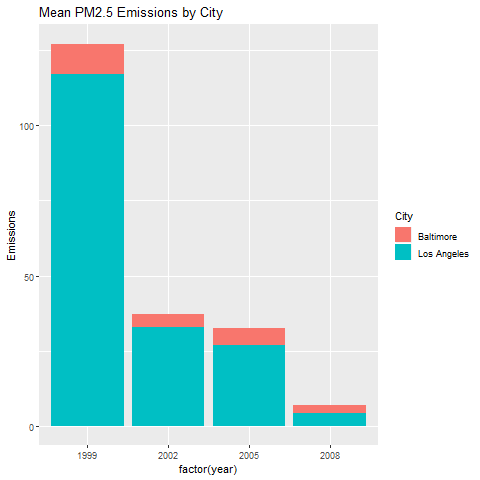 Mean PM2.5 Emissions by City
Emissions
100
50
0
1999 2002 2005 2008
factor(year)
City
Baltimore
Los Angeles